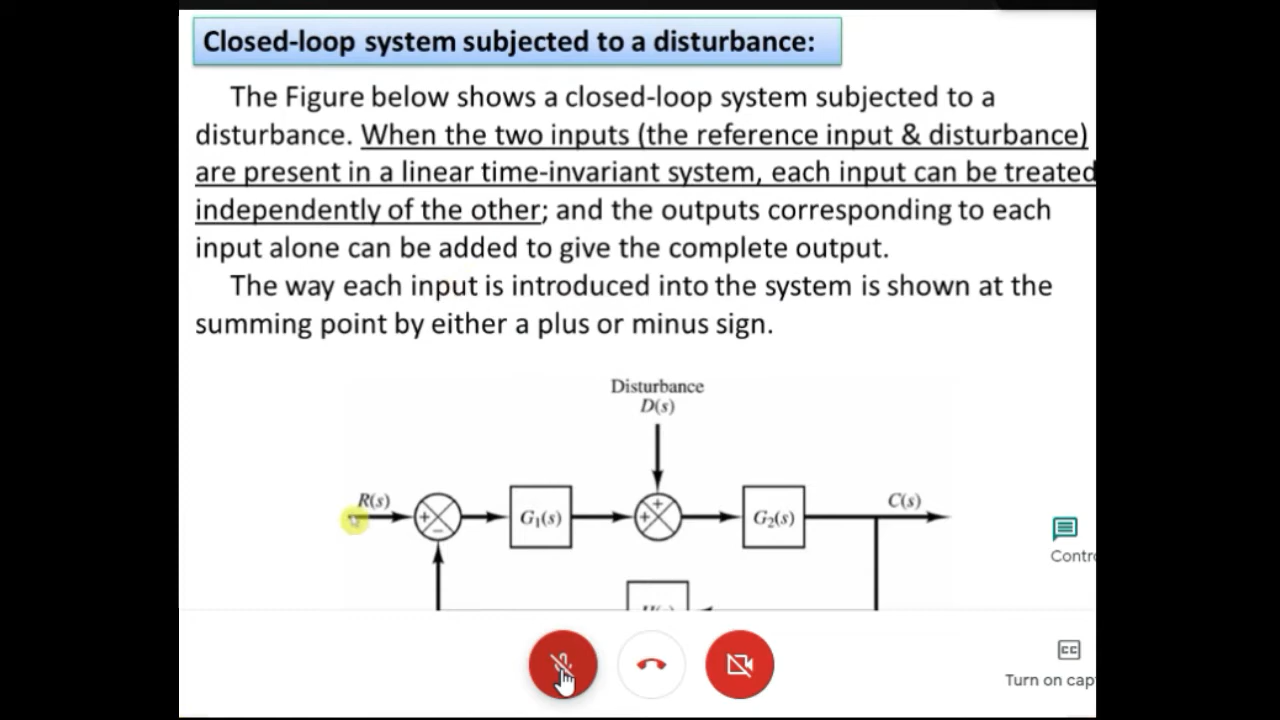 Closed-loop system subjected to a disturbance:
The Figure below shows a closed-loop system subjected to a
disturbance. When the two inputs (the reference input & disturbance)
are present in a linear time-invariant system, each input can be treated
independently of the other; and the outputs corresponding to each
input alone can be added to give the complete output.
The way each input is introduced into the system is shown at the
summing point by either a plus or minus sign.
Disturbance
D(s)
R(s)
+
−
G₁(s)
+
+
G₂(s)
C(s)
Contr
CC
Turn on cap